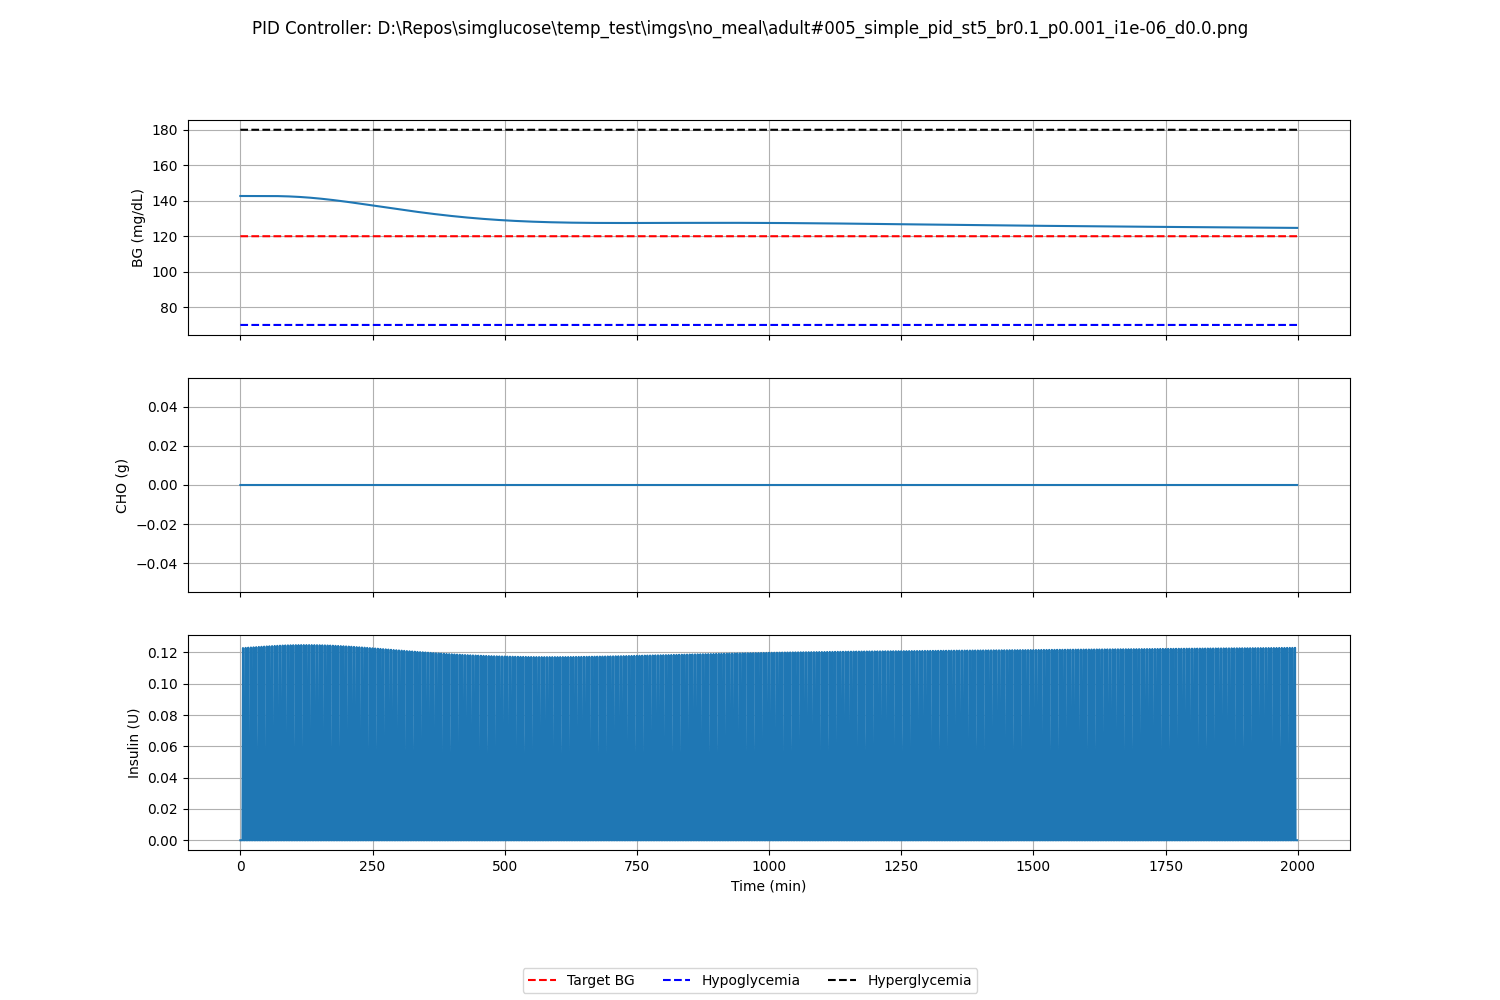 PID Controller: D:\Repos\simglucose\temp_test\imgs\no_meal\adult#005_simple_pid_st5_br0.1_p0.001_i1e-06_d0.0.png
180
160
140
120
100
80
BG (mg/dL)
0.04
0.02
0.00
−0.02
−0.04
CHO (g)
0.12
0.10
0.08
0.06
0.04
0.02
0.00
Insulin (U)
0 250 500 750 1000 1250 1500 1750 2000
Time (min)
Target BG Hypoglycemia Hyperglycemia